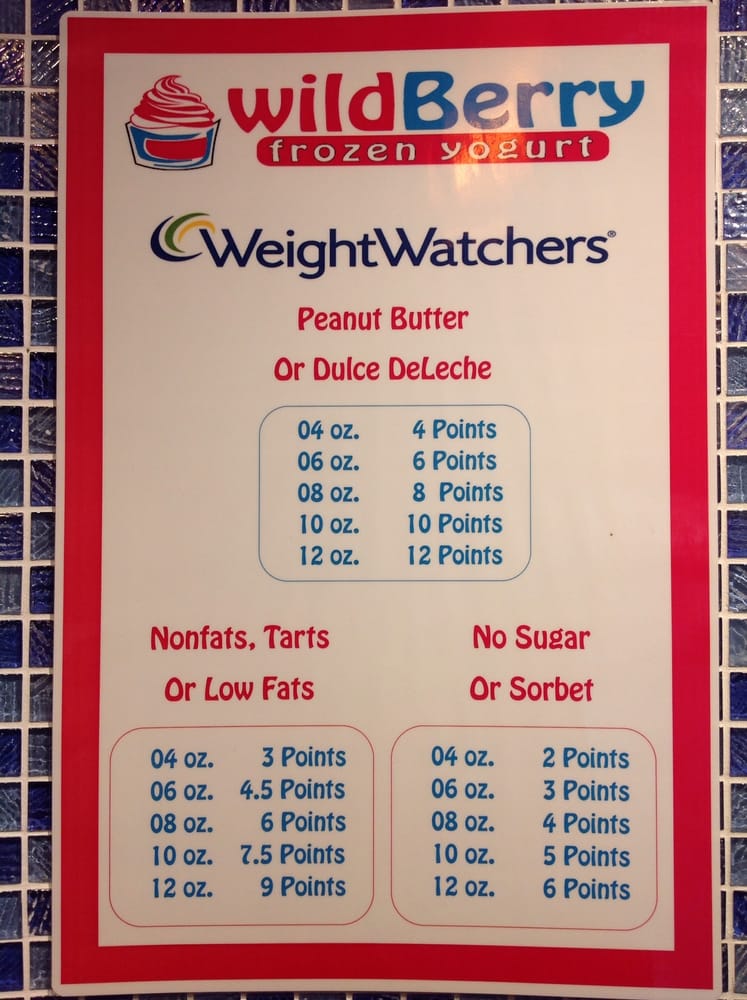 wildBerry
frozen yogurt
WeightWatchers®
Peanut Butter
Or Dulce DeLeche
04 oz. 4 Points
06 oz. 6 Points
08 oz. 8 Points
10 oz. 10 Points
12 oz. 12 Points
Nonfats, Tarts
Or Low Fats
04 oz. 3 Points
06 oz. 4.5 Points
08 oz. 6 Points
10 oz. 7.5 Points
12 oz. 9 Points
No Sugar
Or Sorbet
04 oz. 2 Points
06 oz. 3 Points
08 oz. 4 Points
10 oz. 5 Points
12 oz. 6 Points